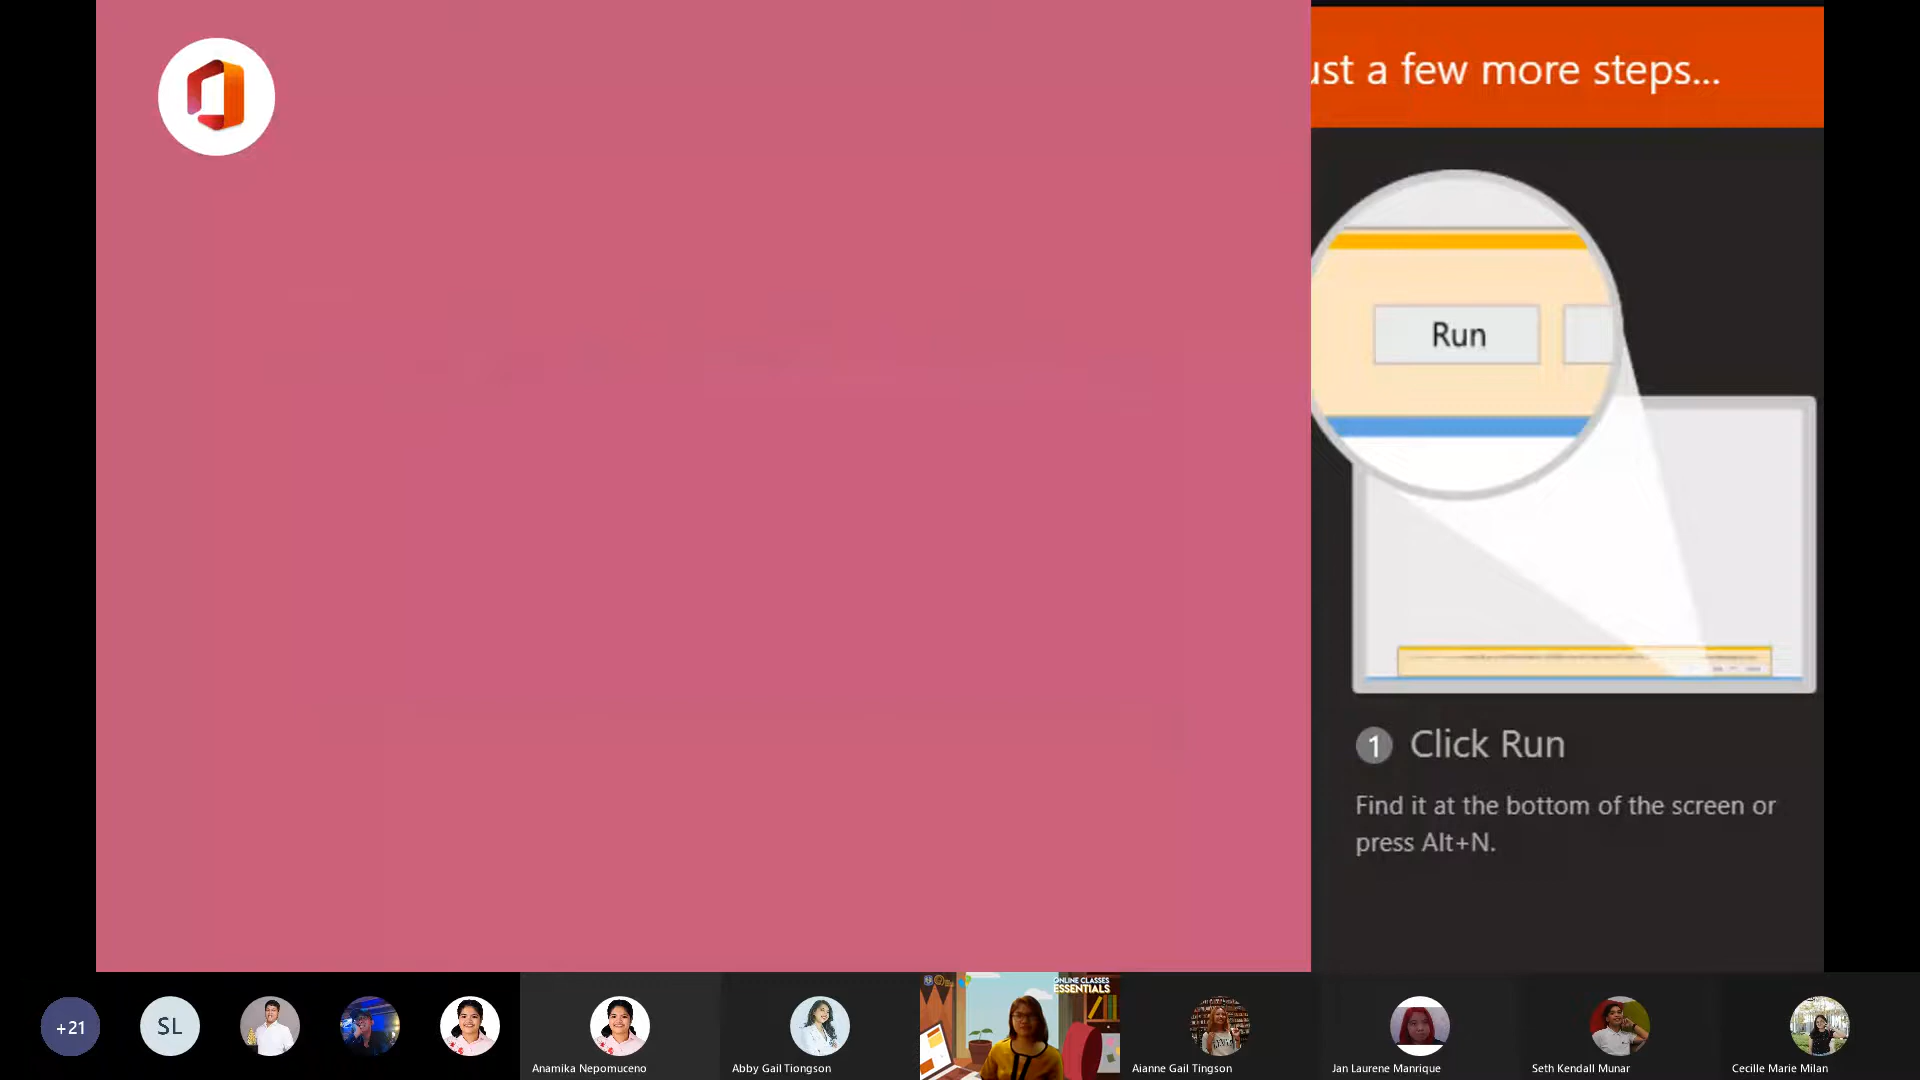 ust a few more steps...
Run
1 Click Run
Find it at the bottom of the screen or
press Alt+N.
+21
SL
ONLINE CLASSES
ESSENTIALS
Anamika Nepomuceno
Abby Gail Tiongson
Aianne Gail Tingson
Jan Laurene Manrique
Seth Kendall Munar
Cecille Marie Milan